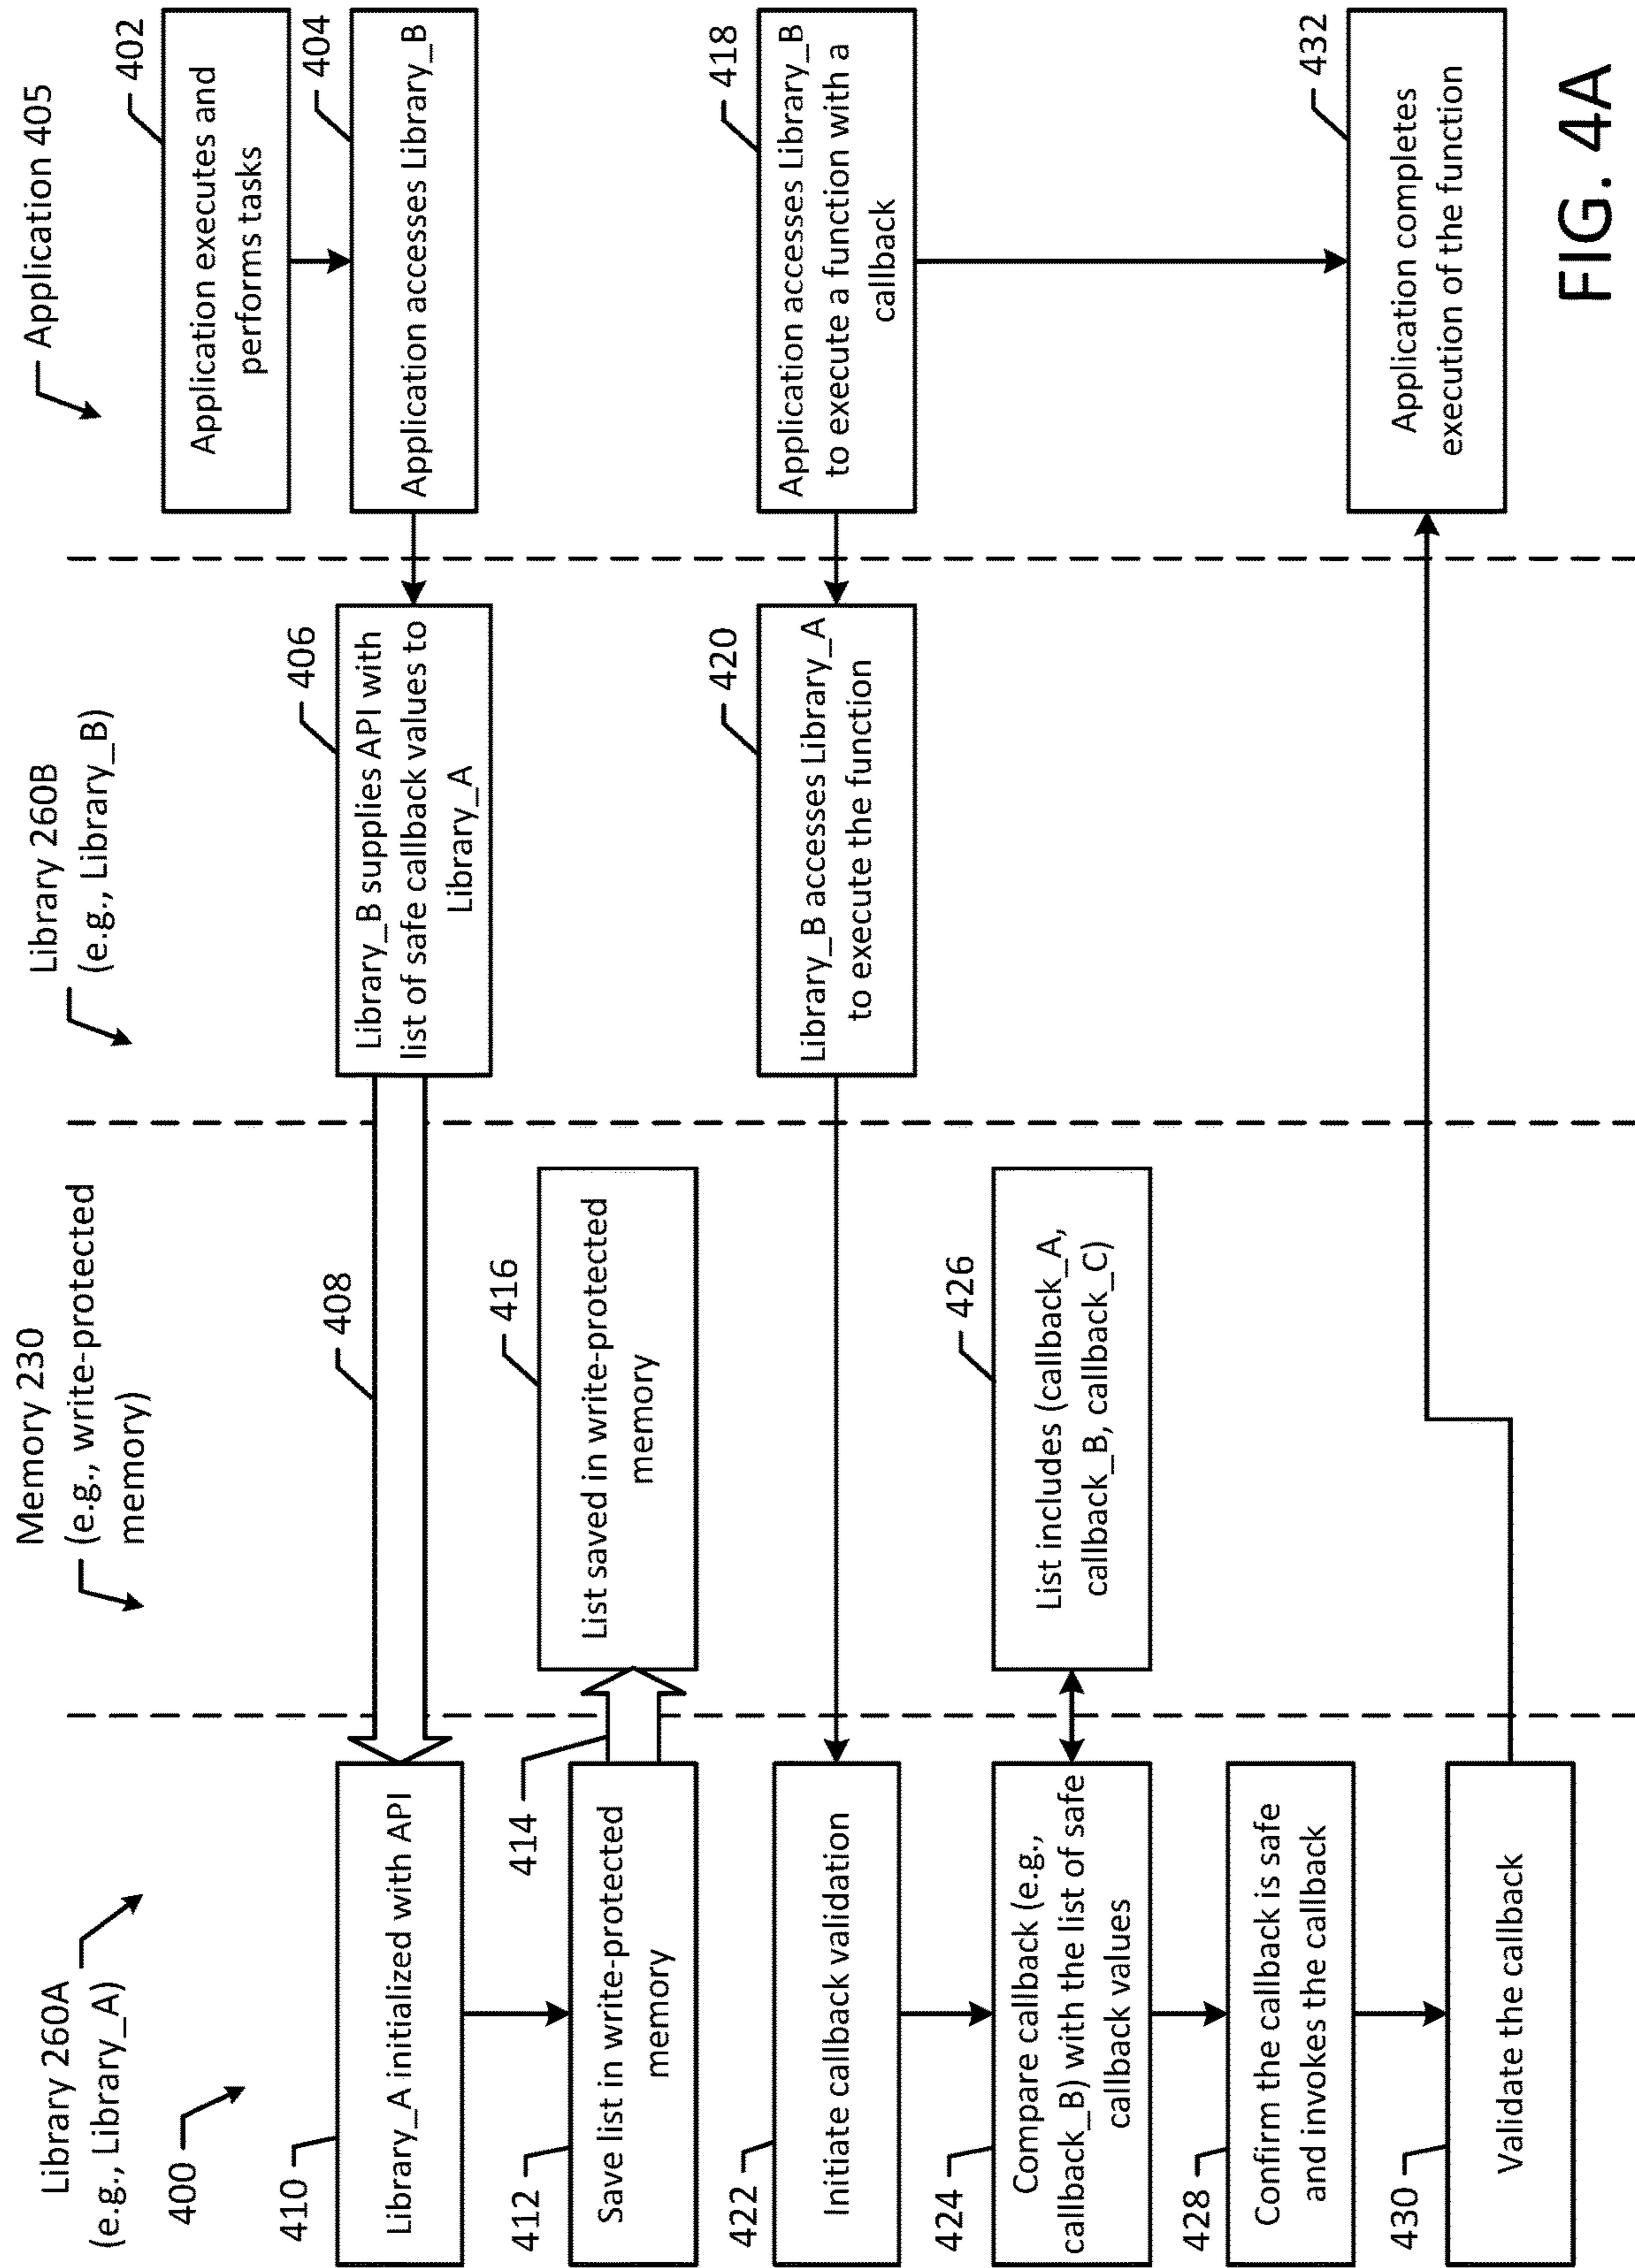 Library 260A
(e.g., Library_A)
Memory 230
(e.g., write-protected
memory)
Library 260B
(e.g., Library_B)
Application 405
400
402
Application executes and
performs tasks
404
Application accesses Library_B
406
Library_B supplies API with
list of safe callback values to
Library_A
408
410
Library_A initialized with API
412
Save list in write-protected
memory
414
416
List saved in write-protected
memory
418
Application accesses Library_B
to execute a function with a
callback
420
Library_B accesses Library_A
to execute the function
422
Initiate callback validation
424
Compare callback (e.g.,
callback_B) with the list of safe
callback values
426
List includes (callback_A,
callback_B, callback_C)
428
Confirm the callback is safe
and invokes the callback
430
Validate the callback
432
Application completes
execution of the function
FIG. 4A